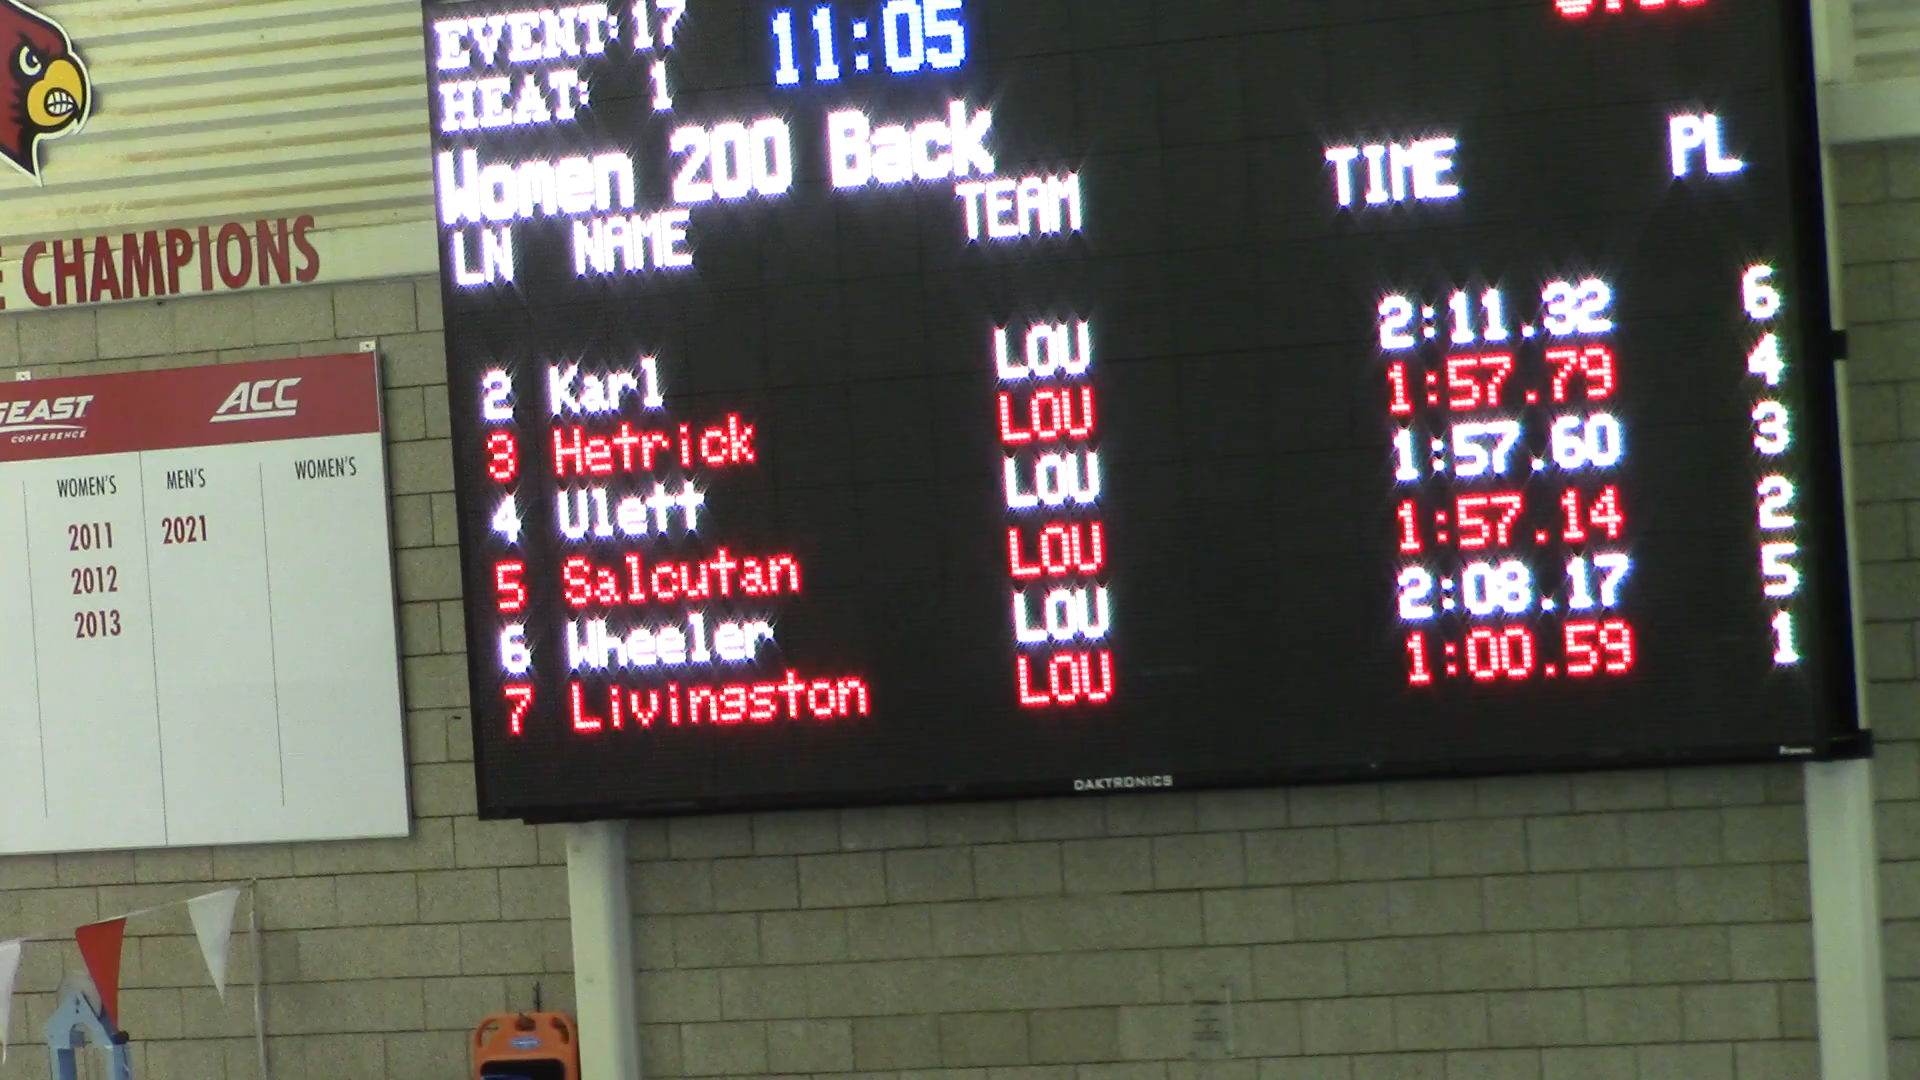 EVENT: 17 11:05
HEAT: 1
Women 200 Back
LN NAME TEAM TIME PL
2 Karl LOU 2:11.32 6
3 Hetrick LOU 1:57.79 4
4 Ulett LOU 1:57.60 3
5 Salcutan LOU 1:57.14 2
6 Wheeler LOU 2:08.17 5
7 Livingston LOU 1:00.59 1
DAKTRONICS
CHAMPIONS
GEAST
CONFERENCE
ACC
WOMEN'S MEN'S WOMEN'S
2011 2021
2012
2013